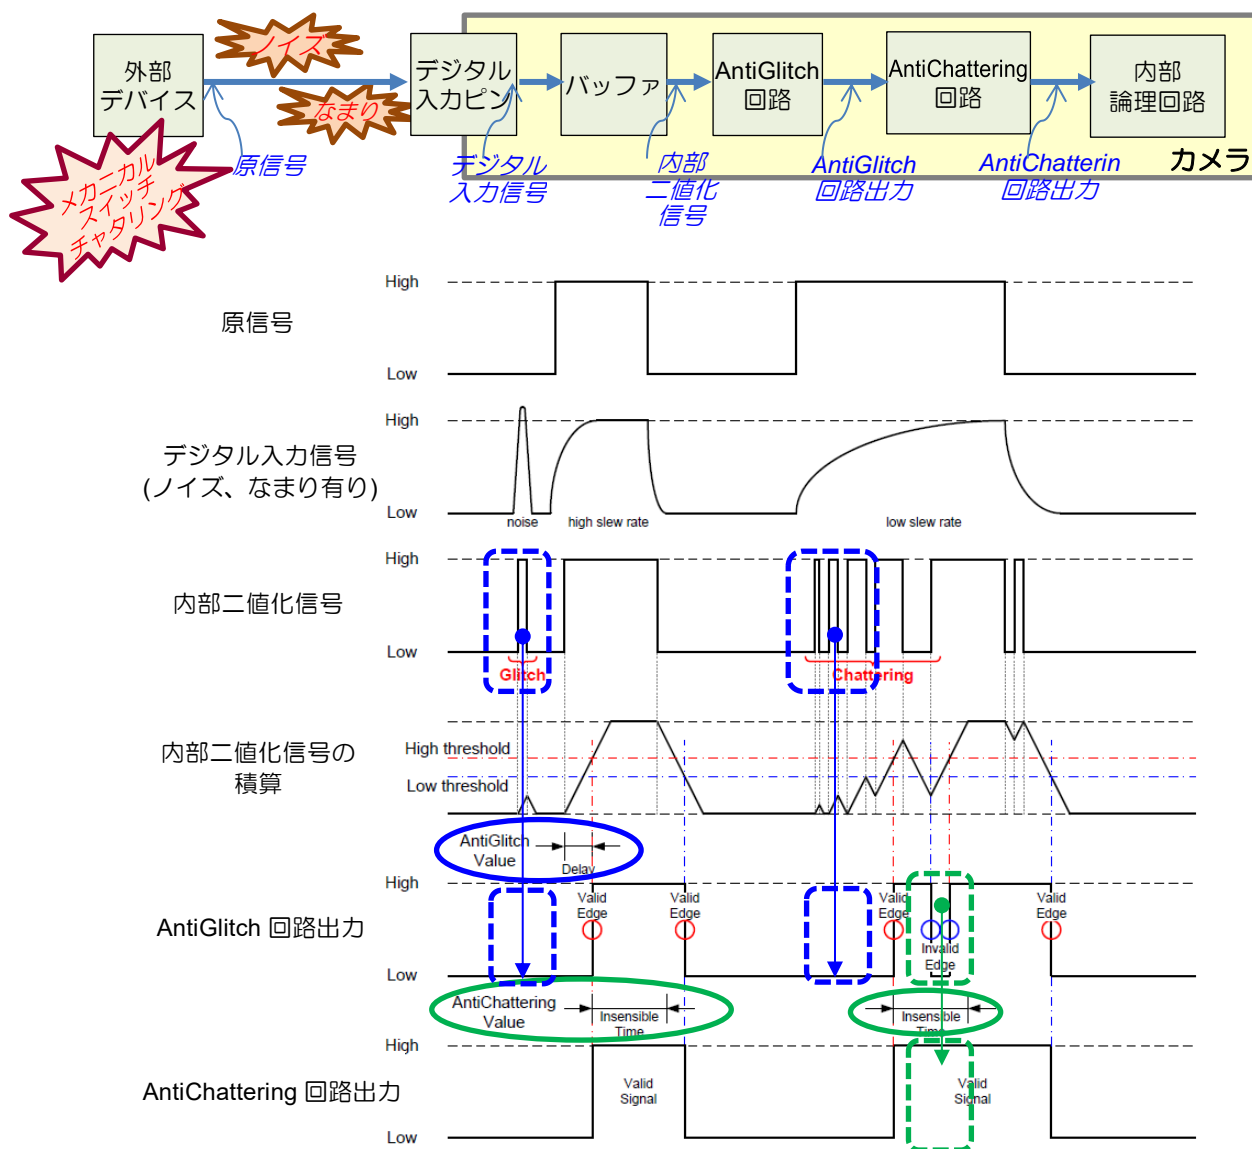 ノイズ
なまり
外部
デバイス
デジタル
入力ピン
バッファ
AntiGlitch
回路
AntiChattering
回路
内部
論理回路
カメラ
メカニカル
スイッチ
チャタリング
原信号
デジタル
入力信号
内部
二値化
信号
AntiGlitch
回路出力
AntiChatterin
回路出力
原信号
High
Low
デジタル入力信号
(ノイズ、なまり有り)
High
Low
noise
high slew rate
low slew rate
内部二値化信号
High
Low
Glitch
Chattering
内部二値化信号の
積算
High threshold
Low threshold
AntiGlitch
Value
Delay
AntiGlitch 回路出力
High
Low
Valid
Edge
Valid
Edge
Valid
Edge
Invalid
Edge
Valid
Edge
AntiChattering
Value
Insensible
Time
Insensible
Time
AntiChattering 回路出力
High
Low
Valid
Signal
Valid
Signal